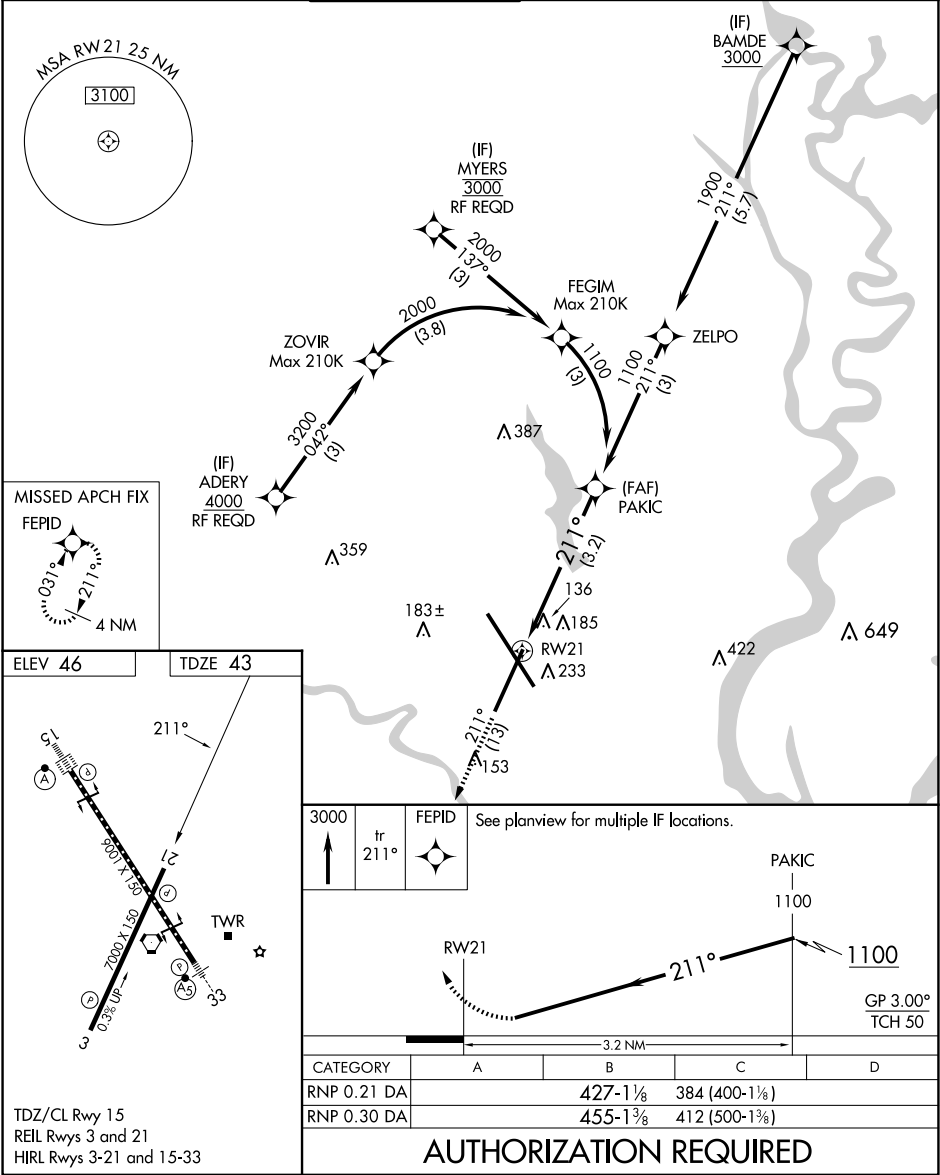 MSA RW21 25 NM
3100
(IF)
BAMDE
3000
1900
211°
(5.7)
(IF)
MYERS
3000
RF REQD
2000
137°
(3)
FEGIM
Max 210K
2000
(3.8)
ZOVIR
Max 210K
ZELPO
1100
(3)
1100
211°
(3)
3200
042°
(3)
387
(IF)
ADERY
4000
RF REQD
(FAF)
PAKIC
211°
(3.2)
MISSED APCH FIX
FEPID
031°
211°
4 NM
359
136
183±
185
RW21
233
422
649
211°
(13)
153
ELEV 46
TDZE 43
211°
15
A
P
9001 X 150
21
P
7000 X 150
TWR
P
A5
33
P
0.3% UP
3
TDZ/CL Rwy 15
REIL Rwys 3 and 21
HIRL Rwys 3-21 and 15-33
3000
tr
211°
FEPID
See planview for multiple IF locations.
PAKIC
1100
RW21
211°
1100
GP 3.00°
TCH 50
3.2 NM
CATEGORY A B C D
RNP 0.21 DA 427-1⅛ 384 (400-1⅛)
RNP 0.30 DA 455-1⅜ 412 (500-1⅜)
AUTHORIZATION REQUIRED